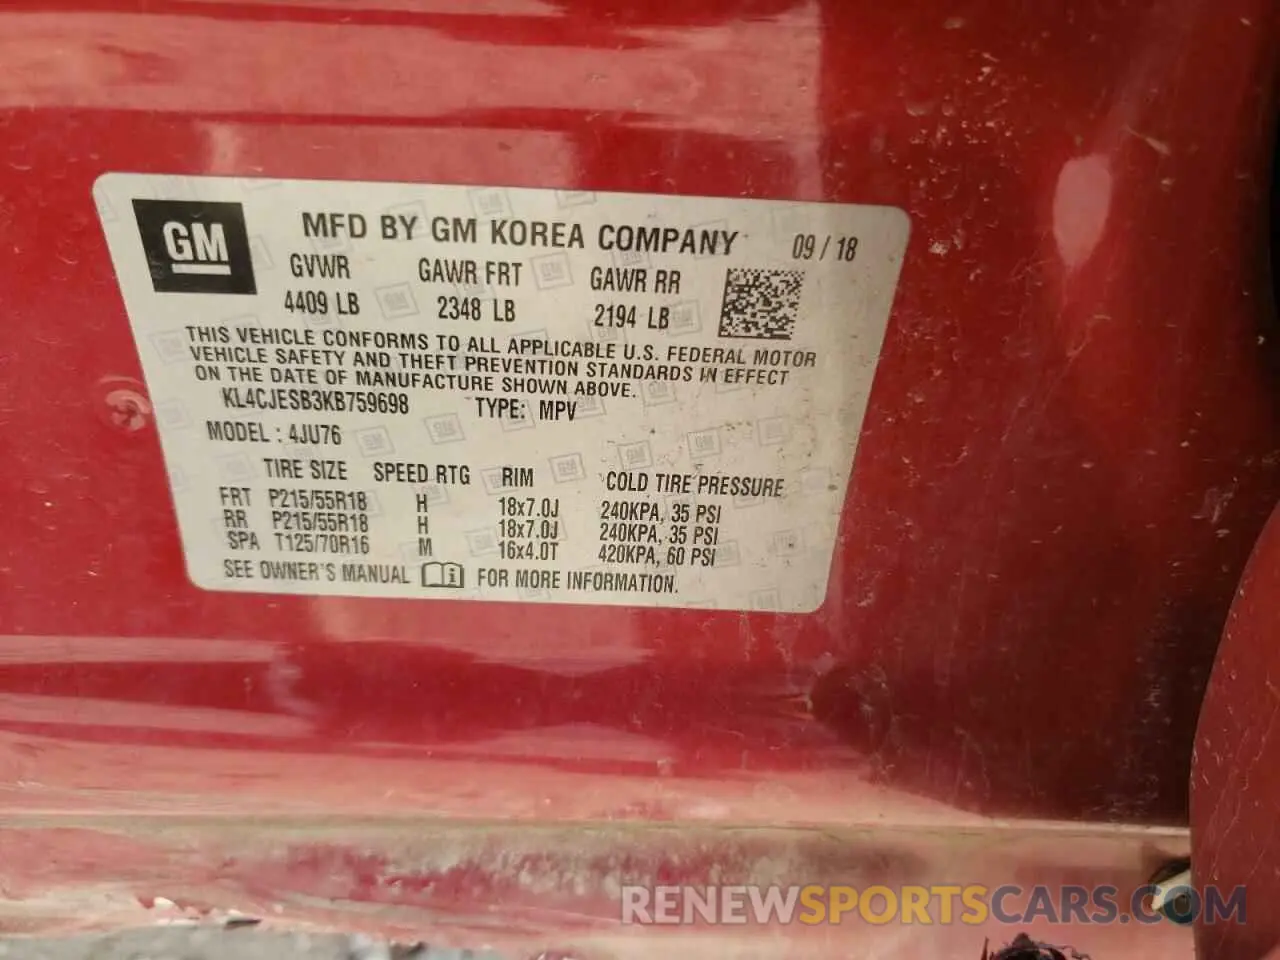 GM
MFD BY GM KOREA COMPANY 09 / 18
GVWR GAWR FRT GAWR RR
4409 LB 2348 LB 2194 LB
THIS VEHICLE CONFORMS TO ALL APPLICABLE U.S. FEDERAL MOTOR
VEHICLE SAFETY AND THEFT PREVENTION STANDARDS IN EFFECT
ON THE DATE OF MANUFACTURE SHOWN ABOVE.
KL4CJESB3KB759698 TYPE: MPV
MODEL : 4JU76
TIRE SIZE SPEED RTG RIM COLD TIRE PRESSURE
FRT P215/55R18 H 18x7.0J 240KPA, 35 PSI
RR P215/55R18 H 18x7.0J 240KPA, 35 PSI
SPA T125/70R16 M 16x4.0T 420KPA, 60 PSI
SEE OWNER'S MANUAL FOR MORE INFORMATION.
RENEWSPORTSCARS.COM